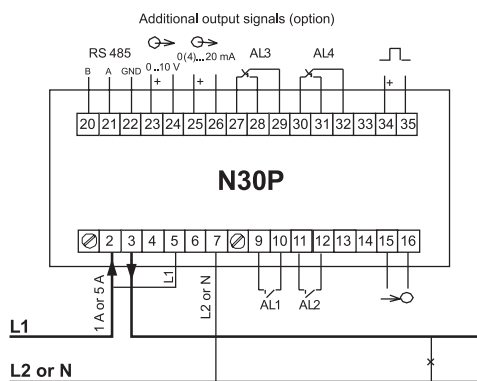 Additional output signals (option)
RS 485 0(4)...20 mA AL3 AL4
B A GND 0..10 V
+ + +
20 21 22 23 24 25 26 27 28 29 30 31 32 33 34 35
N30P
2 3 4 5 6 7 9 10 11 12 13 14 15 16
1 A or 5 A
L1
L2 or N
AL1 AL2
L1
L2 or N